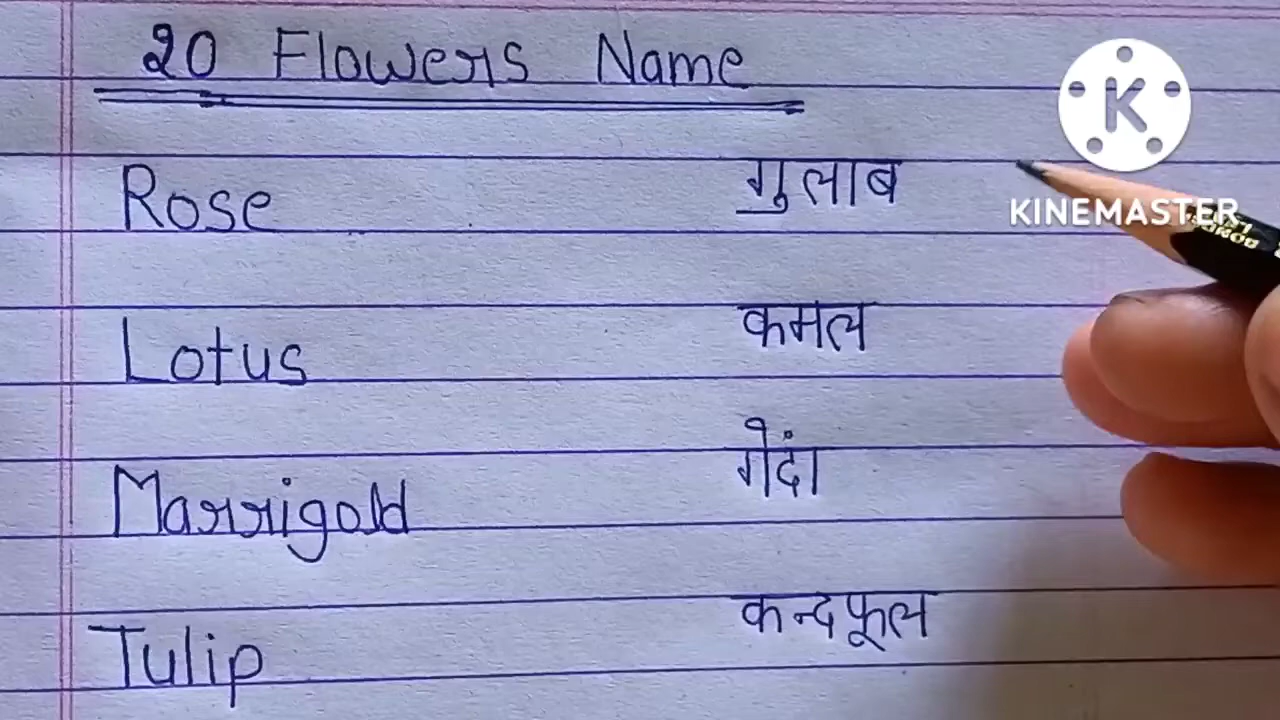 20 Flowers Name
Rose गुलाब
Lotus कमल
Marrigold गेदां
Tulip कन्दफूल
K
KINEMASTER